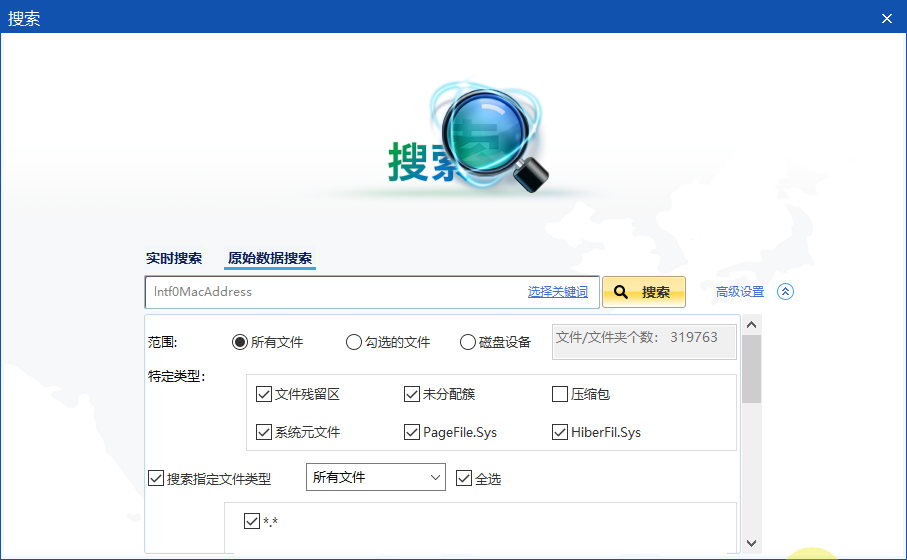 搜索
搜索
实时搜索 原始数据搜索
Intf0MacAddress 选择关键词 搜索 高级设置
范围: 所有文件 勾选的文件 磁盘设备 文件/文件夹个数: 319763
特定类型:
文件残留区 未分配簇 压缩包
系统元文件 PageFile.Sys HiberFil.Sys
搜索指定文件类型 所有文件 全选
*.*